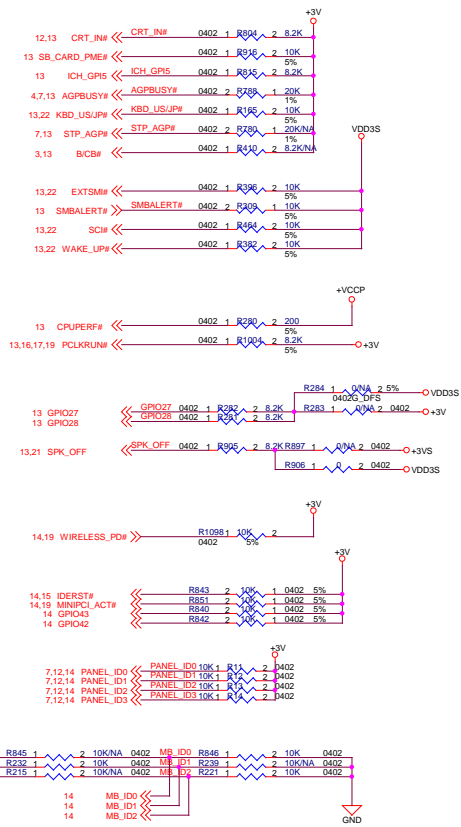 +3V
12,13 CRT_IN# CRT_IN# 0402 1 R804 2 8.2K
13 SB_CARD_PME# 0402 1 R916 2 10K
5%
13 ICH_GPI5 ICH_GPI5 0402 1 R815 2 8.2K
4,7,13 AGPBUSY# AGPBUSY# 0402 2 R788 1 20K
1%
13,22 KBD_US/JP# KBD_US/JP# 0402 1 R165 2 10K
5%
7,13 STP_AGP# STP_AGP# 0402 2 R780 1 20K/NA
1%
VDD3S
3,13 B/CB# 0402 1 R410 2 8.2K/NA
13,22 EXTSMI# 0402 1 R396 2 10K
5%
13 SMBALERT# SMBALERT# 0402 2 R309 1 10K
5%
13,22 SCI# 0402 1 R464 2 10K
5%
13,22 WAKE_UP# 0402 1 R382 2 10K
5%
+VCCP
13 CPUPERF# 0402 1 R280 2 200
5%
13,16,17,19 PCLKRUN# 0402 1 R1004 2 8.2K +3V
5%
R284 1 0/NA 2 5% VDD3S
0402G_DFS
13 GPIO27 GPIO27 0402 1 R282 2 8.2K R283 1 0/NA 2 0402 +3V
13 GPIO28 GPIO28 0402 1 R281 2 8.2K
13,21 SPK_OFF SPK_OFF 0402 1 R905 2 8.2K R897 1 0/NA 2 0402 +3VS
R906 1 0 2 0402 VDD3S
+3V
14,19 WIRELESS_PD# R1098 1 10K 2
0402 5%
+3V
14,15 IDERST# R843 2 10K 1 0402 5%
14,19 MINIPCI_ACT# R851 2 10K 1 0402 5%
14 GPIO43 R840 2 10K 1 0402 5%
14 GPIO42 R842 2 10K 1 0402 5%
+3V
7,12,14 PANEL_ID0 PANEL_ID0 10K 1 R11 2 0402
7,12,14 PANEL_ID1 PANEL_ID1 10K 1 R12 2 0402
7,12,14 PANEL_ID2 PANEL_ID2 10K 1 R13 2 0402
7,12,14 PANEL_ID3 PANEL_ID3 10K 1 R14 2 0402
R845 1 2 10K/NA 0402 MB_ID0 R846 1 2 10K 0402
R232 1 2 10K 0402 MB_ID1 R239 1 2 10K/NA 0402
R215 1 2 10K/NA 0402 MB_ID2 R221 1 2 10K 0402
14 MB_ID0
14 MB_ID1
14 MB_ID2
GND